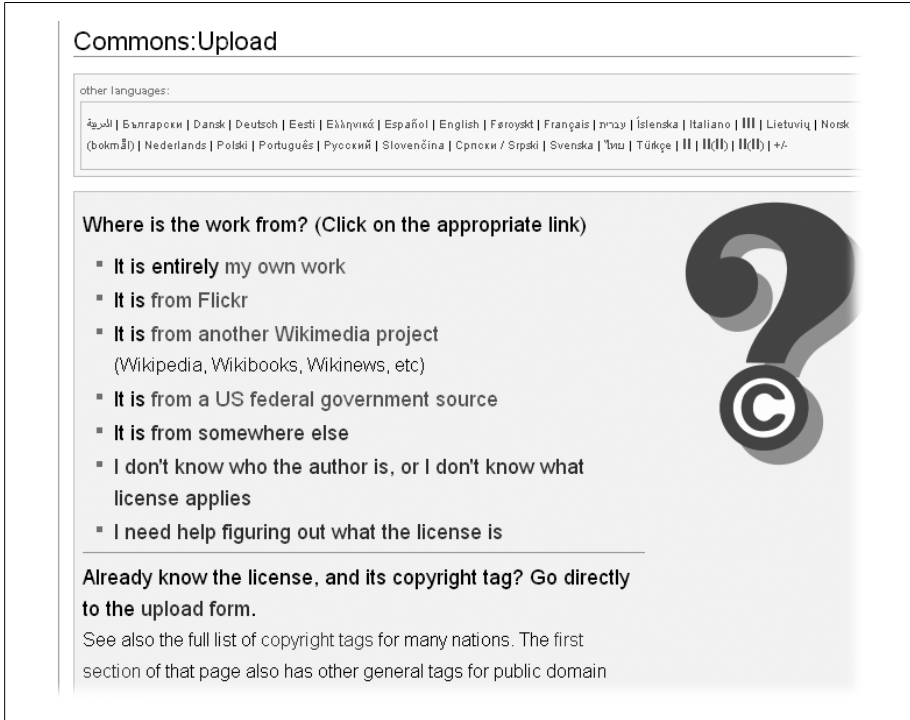 Commons:Upload
other languages:
العربية | Български | Dansk | Deutsch | Eesti | Ελληνικά | Español | English | Føroyskt | Français | עברית | Íslenska | Italiano | | Lietuvių | Norsk
(bokmål) | Nederlands | Polski | Português | Русский | Slovenčina | Српски / Srpski | Svenska | ไทย | Türkçe | | | | +/-
Where is the work from? (Click on the appropriate link)
It is entirely my own work
It is from Flickr
It is from another Wikimedia project
(Wikipedia, Wikibooks, Wikinews, etc)
It is from a US federal government source
It is from somewhere else
I don't know who the author is, or I don't know what
license applies
I need help figuring out what the license is
Already know the license, and its copyright tag? Go directly
to the upload form.
See also the full list of copyright tags for many nations. The first
section of that page also has other general tags for public domain
?
©